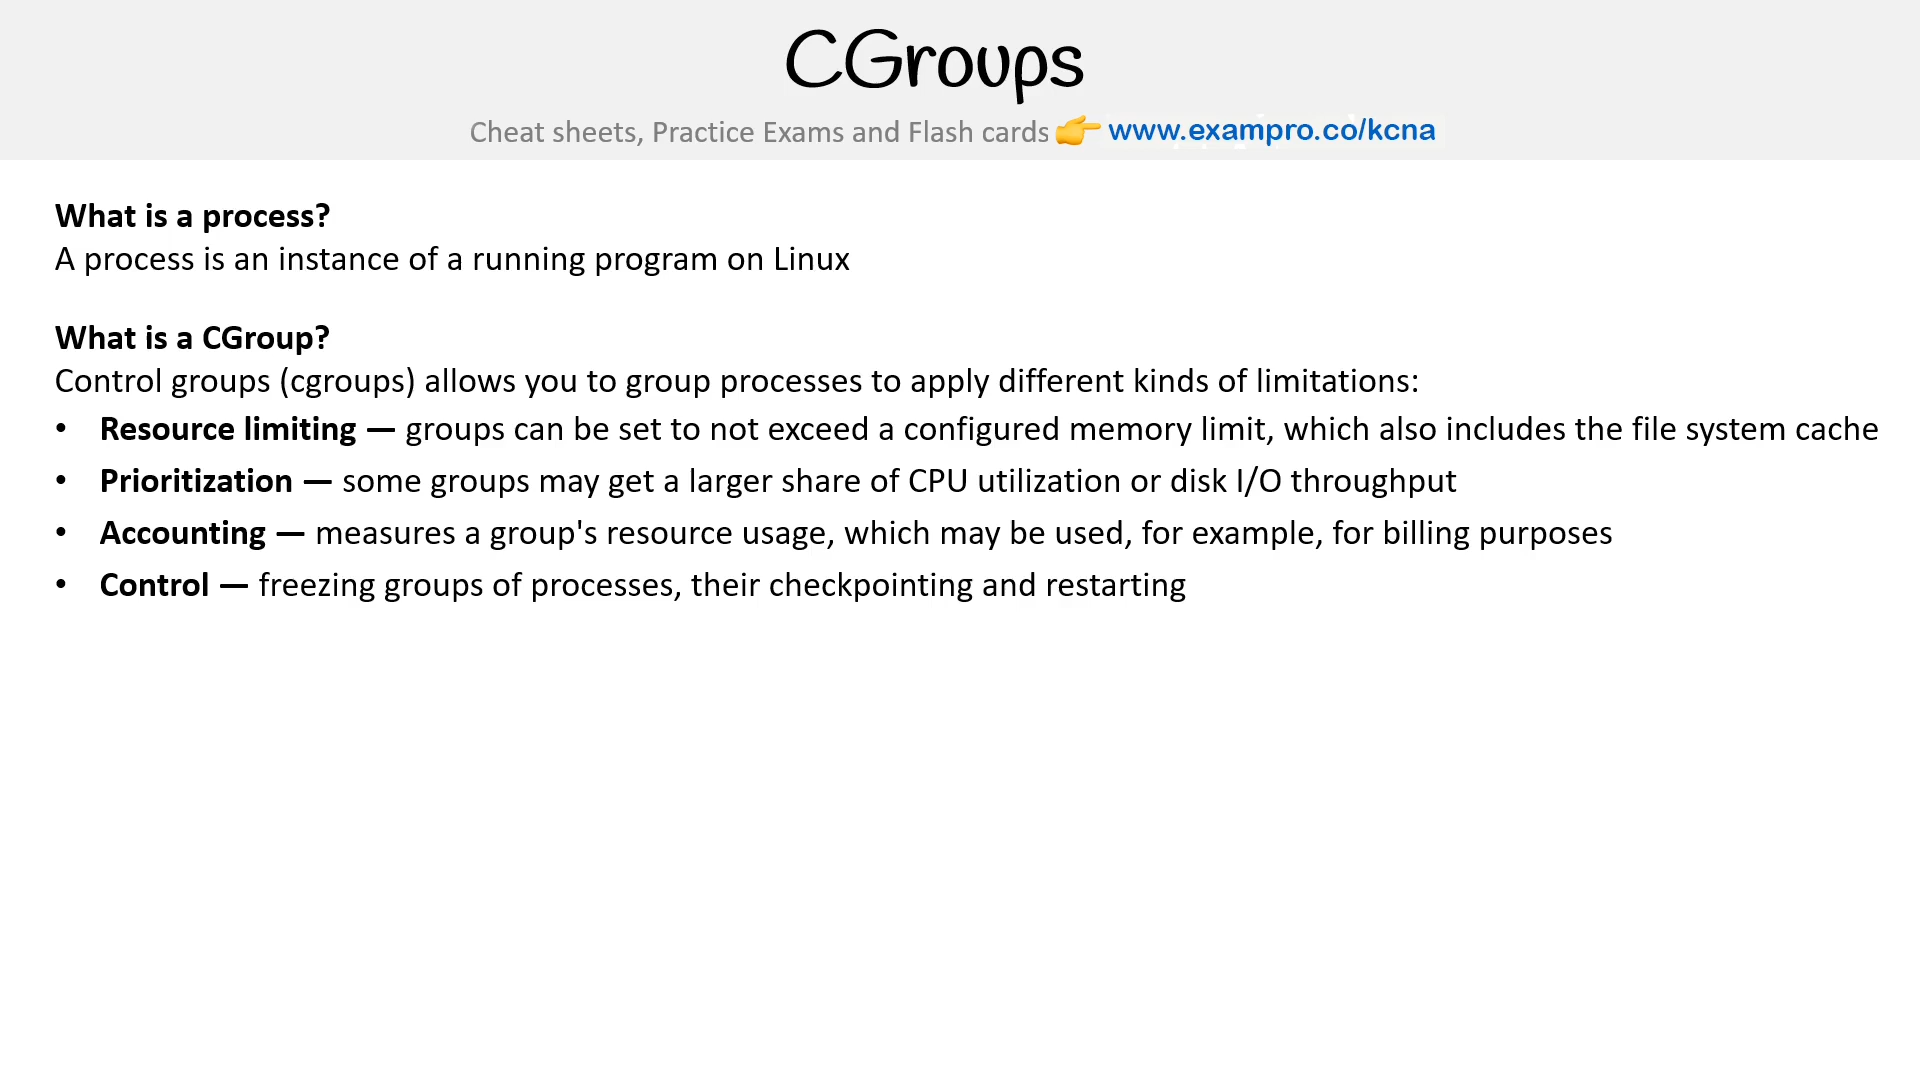 CGroups
Cheat sheets, Practice Exams and Flash cards 👉 www.exampro.co/kcna
What is a process?
A process is an instance of a running program on Linux
What is a CGroup?
Control groups (cgroups) allows you to group processes to apply different kinds of limitations:
• Resource limiting — groups can be set to not exceed a configured memory limit, which also includes the file system cache
• Prioritization — some groups may get a larger share of CPU utilization or disk I/O throughput
• Accounting — measures a group's resource usage, which may be used, for example, for billing purposes
• Control — freezing groups of processes, their checkpointing and restarting